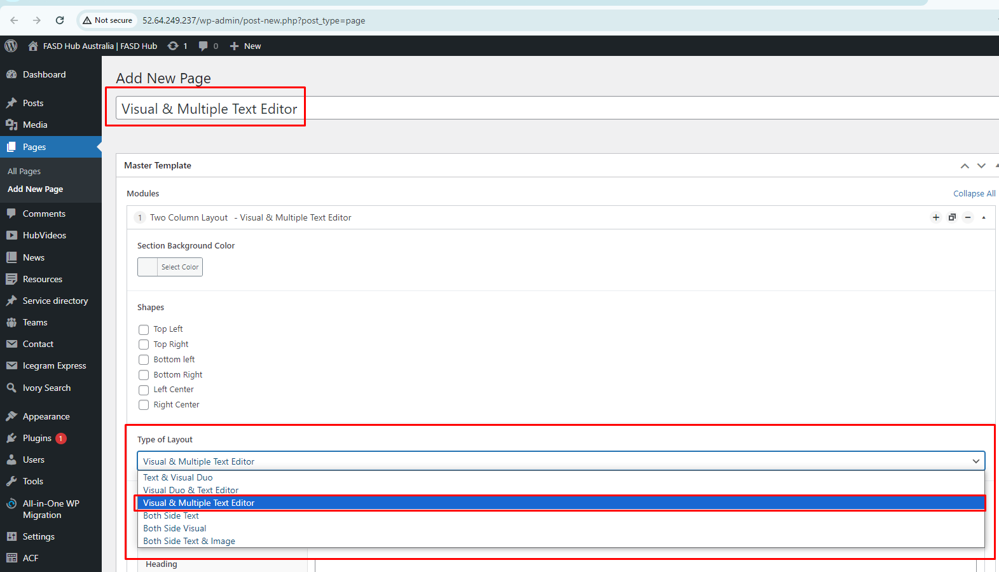 Not secure 52.64.249.237/wp-admin/post-new.php?post_type=page
FASD Hub Australia | FASD Hub 1 0 New
Dashboard
Posts
Media
Pages
All Pages
Add New Page
Comments
HubVideos
News
Resources
Service directory
Teams
Contact
Icegram Express
Ivory Search
Appearance
Plugins 1
Users
Tools
All-in-One WP
Migration
Settings
ACF
Add New Page
Visual & Multiple Text Editor
Master Template
Modules Collapse All
1 Two Column Layout - Visual & Multiple Text Editor
Section Background Color
Select Color
Shapes
Top Left
Top Right
Bottom left
Bottom Right
Left Center
Right Center
Type of Layout
Visual & Multiple Text Editor
Text & Visual Duo
Visual Duo & Text Editor
Visual & Multiple Text Editor
Both Side Text
Both Side Visual
Both Side Text & Image
Heading